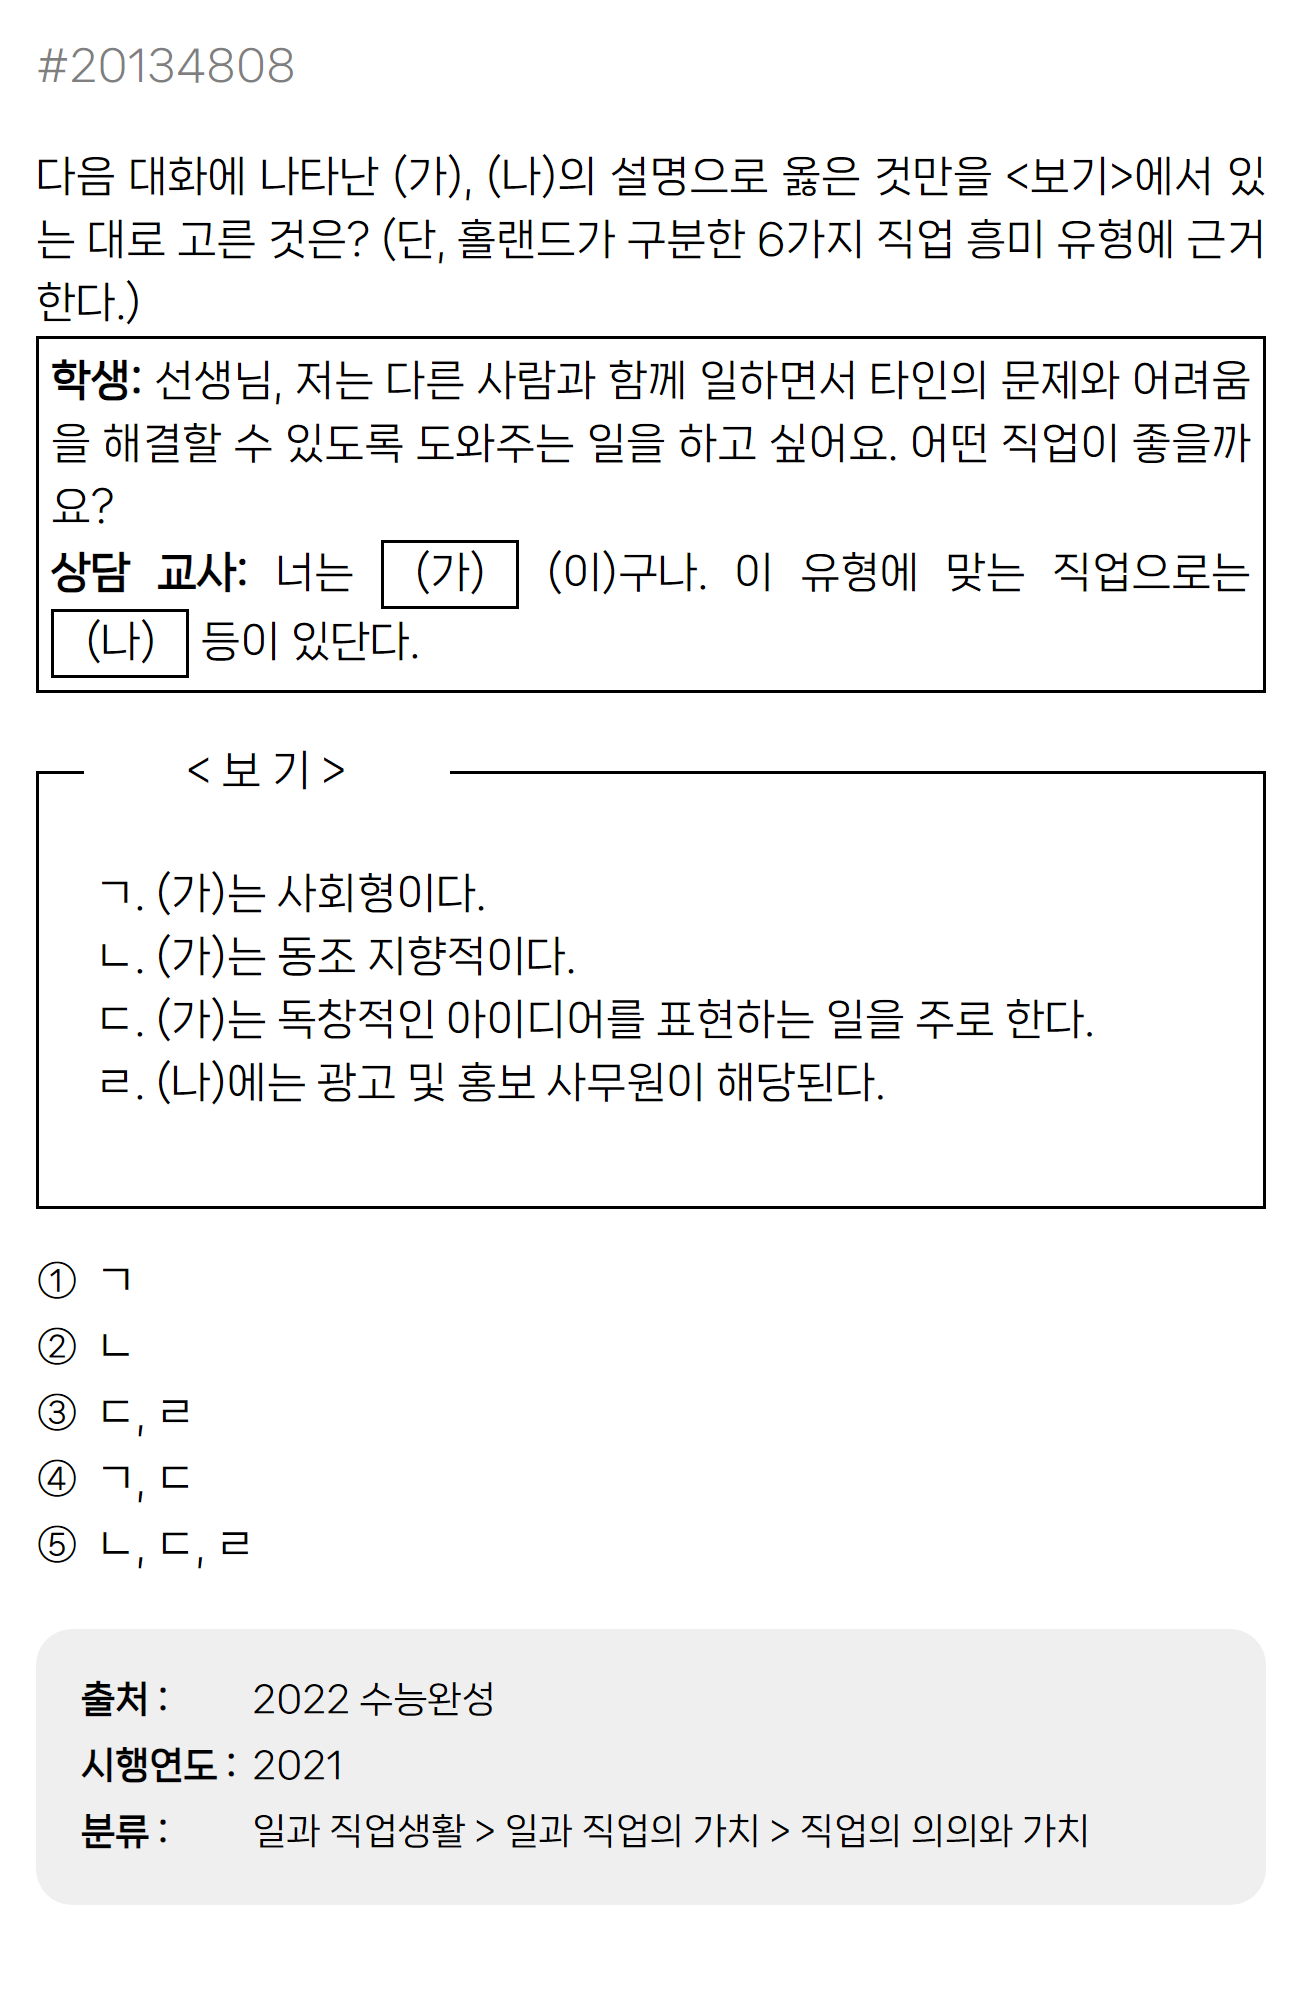 #20134808
다음 대화에 나타난 (가), (나)의 설명으로 옳은 것만을 <보기>에서 있
는 대로 고른 것은? (단, 홀랜드가 구분한 6가지 직업 흥미 유형에 근거
한다.)
학생: 선생님, 저는 다른 사람과 함께 일하면서 타인의 문제와 어려움
을 해결할 수 있도록 도와주는 일을 하고 싶어요. 어떤 직업이 좋을까
요?
상담 교사: 너는 (가) (이)구나. 이 유형에 맞는 직업으로는
(나) 등이 있단다.
< 보 기 >
ㄱ. (가)는 사회형이다.
ㄴ. (가)는 동조 지향적이다.
ㄷ. (가)는 독창적인 아이디어를 표현하는 일을 주로 한다.
ㄹ. (나)에는 광고 및 홍보 사무원이 해당된다.
① ㄱ
② ㄴ
③ ㄷ, ㄹ
④ ㄱ, ㄷ
⑤ ㄴ, ㄷ, ㄹ
출처 : 2022 수능완성
시행연도 : 2021
분류 : 일과 직업생활 > 일과 직업의 가치 > 직업의 의의와 가치